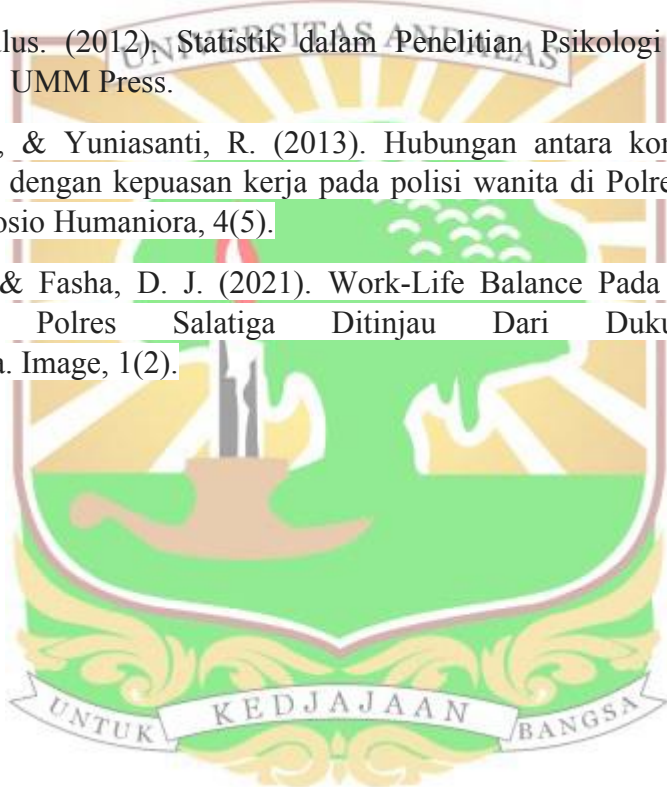 lus. (2012). Statistik dalam Penelitian Psikologi
UNIVERSITAS ANDALAS
UMM Press.
, & Yuniasanti, R. (2013). Hubungan antara kor
dengan kepuasan kerja pada polisi wanita di Polre
osio Humaniora, 4(5).
& Fasha, D. J. (2021). Work-Life Balance Pada
Polres Salatiga Ditinjau Dari Duku
a. Image, 1(2).
UNTUK KEDJAJAAN BANGSA